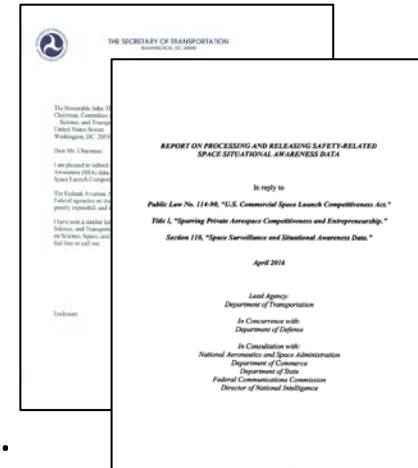 THE SECRETARY OF TRANSPORTATION
WASHINGTON, DC 20590
The Honorable John
Chairman, Committee
Science, and
United States Senate
Washington, DC
Dear Mr. Chairman:
I am pleased to submit
Awareness (SSA) data
Space Launch
The Federal Aviation
Federal agencies on the
greatly expanded, and
I have sent a similar
Science, and
on Science, Space, and
feel free to call me.
Enclosure
REPORT ON PROCESSING AND RELEASING SAFETY-RELATED
SPACE SITUATIONAL AWARENESS DATA
In reply to
Public Law No. 114-90, "U.S. Commercial Space Launch Competitiveness Act."
Title I, "Spurring Private Aerospace Competitiveness and Entrepreneurship."
Section 110, "Space Surveillance and Situational Awareness Data."
April 2016
Lead Agency:
Department of Transportation
In Concurrence with:
Department of Defense
In Consultation with:
National Aeronautics and Space Administration
Department of Commerce
Department of State
Federal Communications Commission
Director of National Intelligence